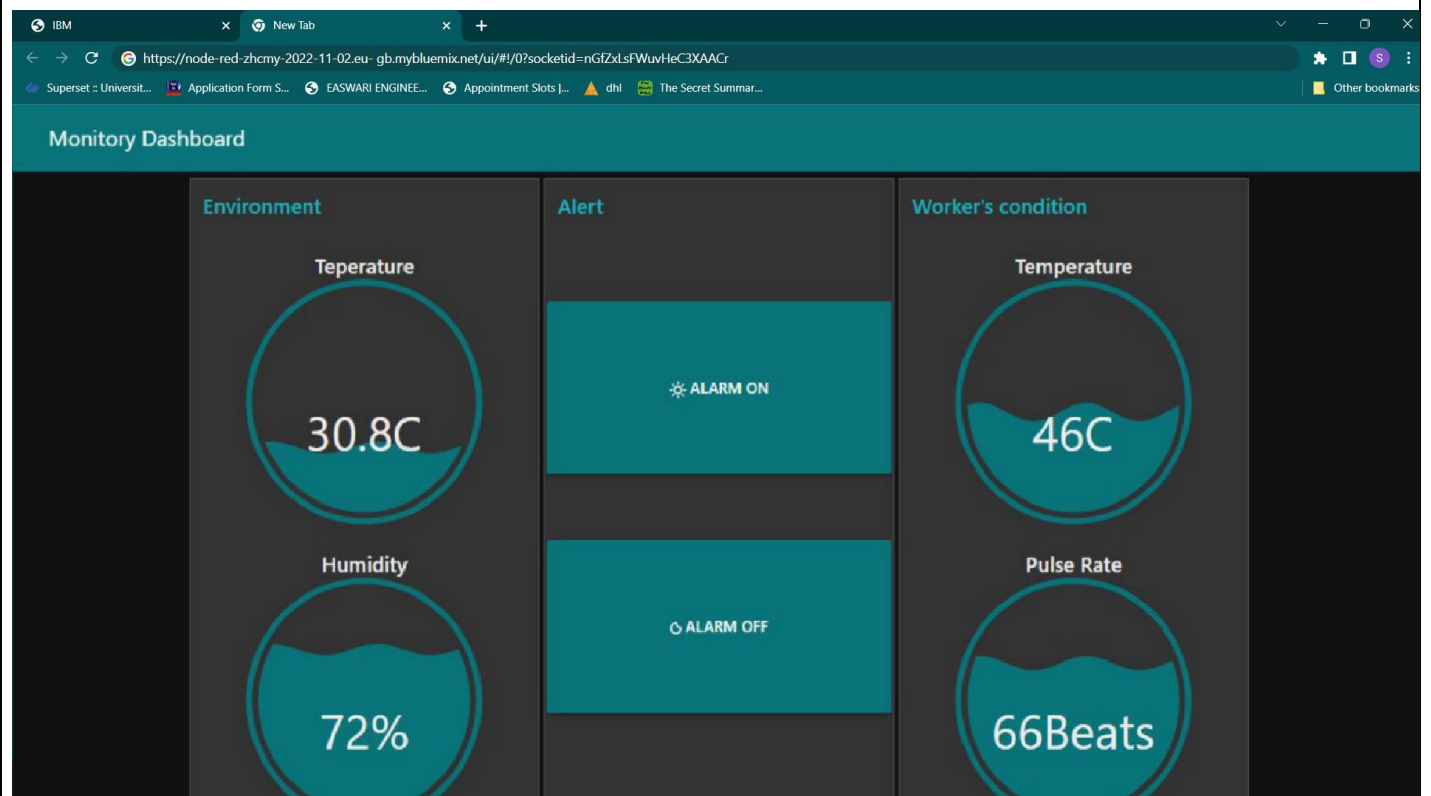 IBM
New Tab
https://node-red-zhcmy-2022-11-02.eu- gb.mybluemix.net/ui/#!/0?socketid=nGfZxLsFWuvHeC3XAACr
S
Superset :: Universit...
Application Form S...
EASWARI ENGINEE...
Appointment Slots |...
dhl
The Secret Summar...
Other bookmarks
Monitory Dashboard
Environment
Teperature
30.8C
Humidity
72%
Alert
ALARM ON
ALARM OFF
Worker's condition
Temperature
46C
Pulse Rate
66Beats